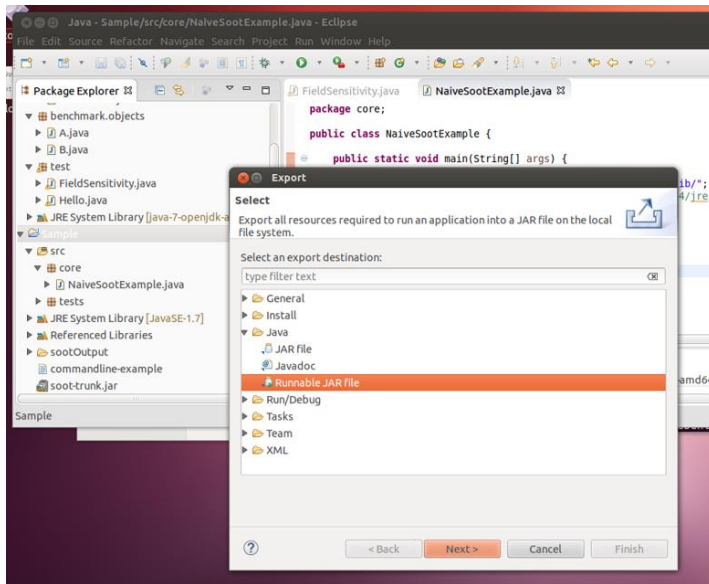 Java - Sample/src/core/NaiveSootExample.java - Eclipse
File Edit Source Refactor Navigate Search Project Run Window Help
Package Explorer
FieldSensitivity.java
NaiveSootExample.java
benchmark.objects
A.java
B.java
test
FieldSensitivity.java
Hello.java
JRE System Library [java-7-openjdk-a
Sample
src
core
NaiveSootExample.java
tests
JRE System Library [JavaSE-1.7]
Referenced Libraries
sootOutput
commandline-example
soot-trunk.jar
Sample
package core;
public class NaiveSootExample {
public static void main(String[] args) {
ib/";
4/jre
amd64
Export
Select
Export all resources required to run an application into a JAR file on the local
file system.
Select an export destination:
type filter text
General
Install
Java
JAR file
Javadoc
Runnable JAR file
Run/Debug
Tasks
Team
XML
< Back Next > Cancel Finish